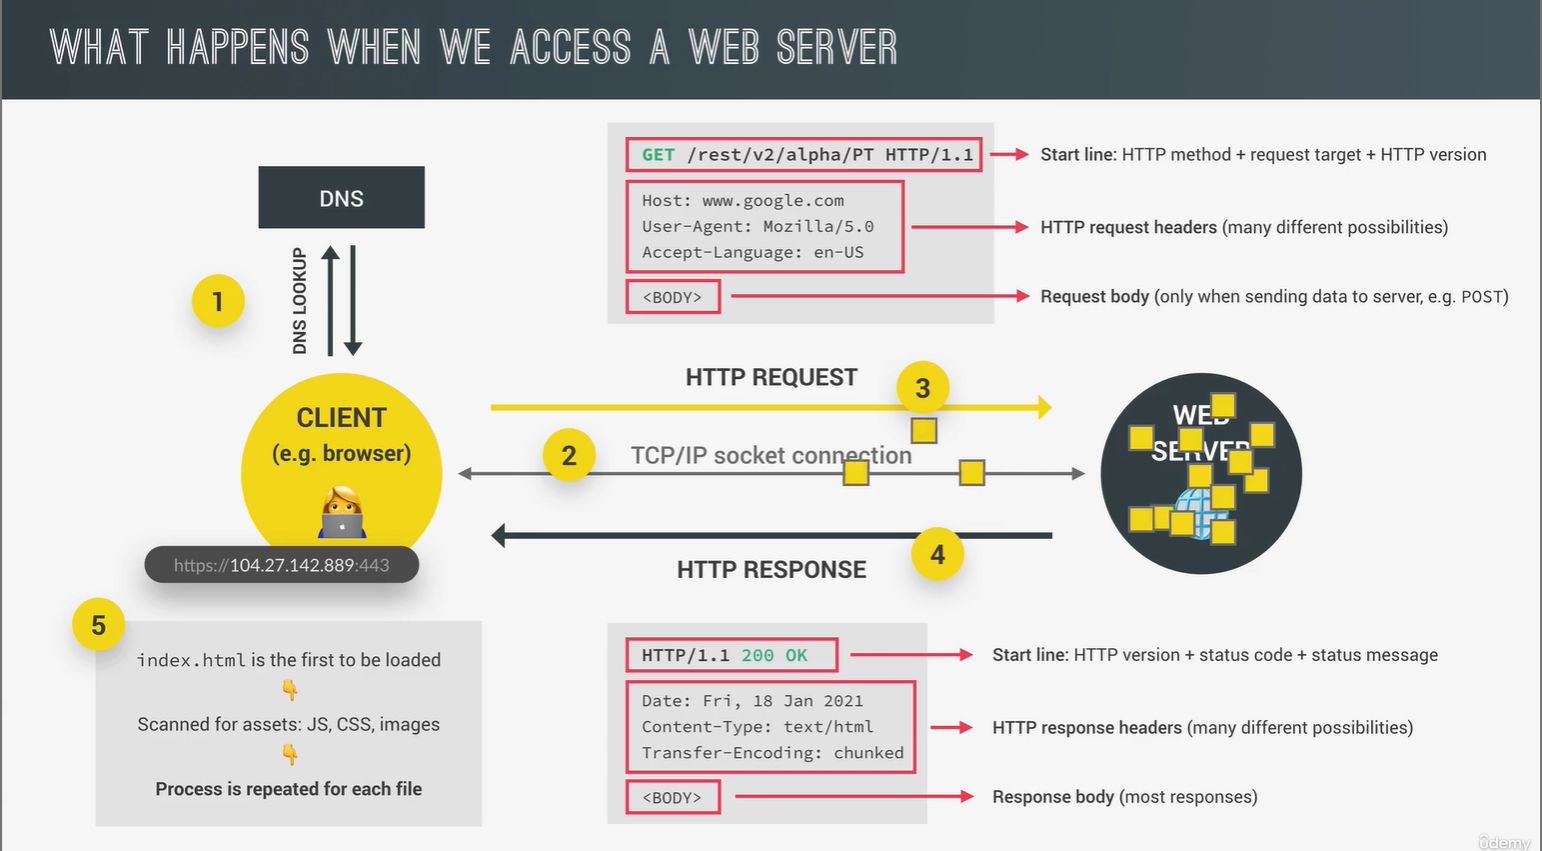 WHAT HAPPENS WHEN WE ACCESS A WEB SERVER
DNS
DNS LOOKUP
1
CLIENT
(e.g. browser)
https://104.27.142.889:443
GET /rest/v2/alpha/PT HTTP/1.1
Start line: HTTP method + request target + HTTP version
Host: www.google.com
User-Agent: Mozilla/5.0
Accept-Language: en-US
HTTP request headers (many different possibilities)
<BODY>
Request body (only when sending data to server, e.g. POST)
HTTP REQUEST
3
2
TCP/IP socket connection
WEB
SERVER
4
HTTP RESPONSE
5
index.html is the first to be loaded
Scanned for assets: JS, CSS, images
Process is repeated for each file
HTTP/1.1 200 OK
Start line: HTTP version + status code + status message
Date: Fri, 18 Jan 2021
Content-Type: text/html
Transfer-Encoding: chunked
HTTP response headers (many different possibilities)
<BODY>
Response body (most responses)
ûdemy